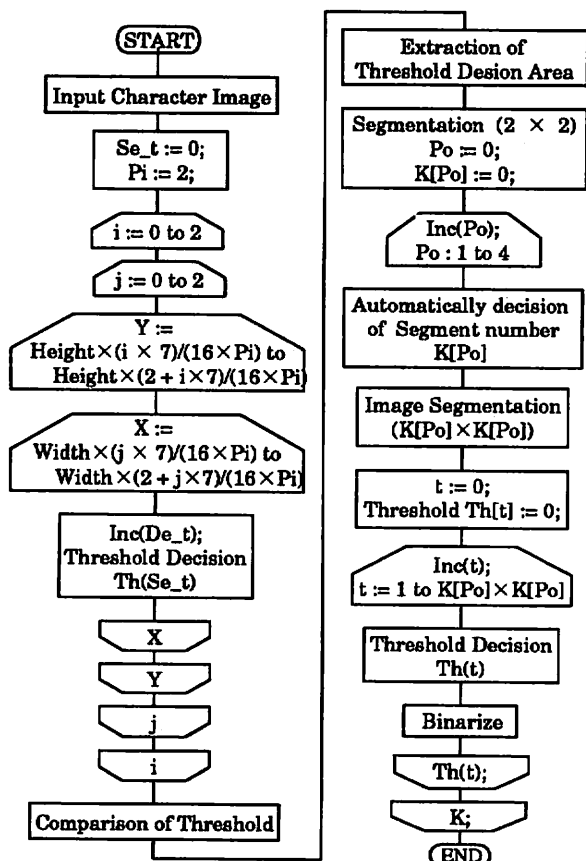 START
Input Character Image
Se_t := 0;
Pi := 2;
i := 0 to 2
j := 0 to 2
Y :=
Height×(i × 7)/(16×Pi) to
Height×(2 + i×7)/(16×Pi)
X :=
Width×(j × 7)/(16×Pi) to
Width×(2 + j×7)/(16×Pi)
Inc(De_t);
Threshold Decision
Th(Se_t)
X
Y
j
i
Comparison of Threshold
Extraction of
Threshold Desion Area
Segmentation (2 × 2)
Po := 0;
K[Po] := 0;
Inc(Po);
Po : 1 to 4
Automatically decision
of Segment number
K[Po]
Image Segmentation
(K[Po]×K[Po])
t := 0;
Threshold Th[t] := 0;
Inc(t);
t := 1 to K[Po]×K[Po]
Threshold Decision
Th(t)
Binarize
Th(t);
K;
END